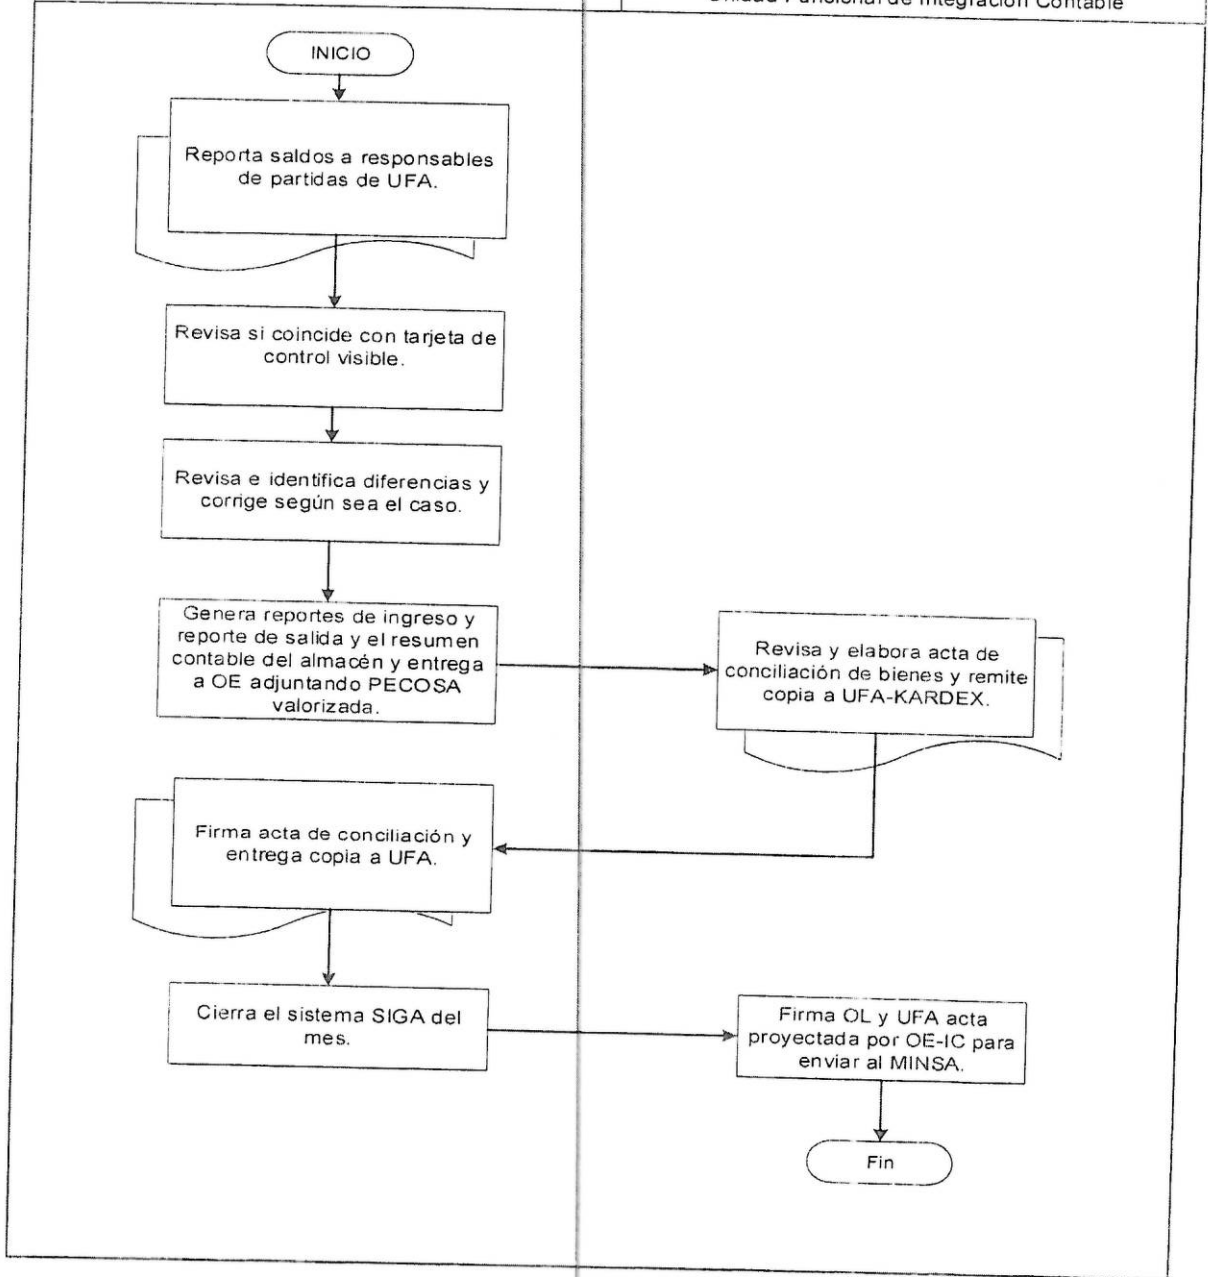 Unidad Funcional de Integración Contable
INICIO
Reporta saldos a responsables
de partidas de UFA.
Revisa si coincide con tarjeta de
control visible.
Revisa e identifica diferencias y
corrige según sea el caso.
Genera reportes de ingreso y
reporte de salida y el resumen
contable del almacén y entrega
a OE adjuntando PECOSA
valorizada.
Revisa y elabora acta de
conciliación de bienes y remite
copia a UFA-KARDEX.
Firma acta de conciliación y
entrega copia a UFA.
Cierra el sistema SIGA del
mes.
Firma OL y UFA acta
proyectada por OE-IC para
enviar al MINSA.
Fin